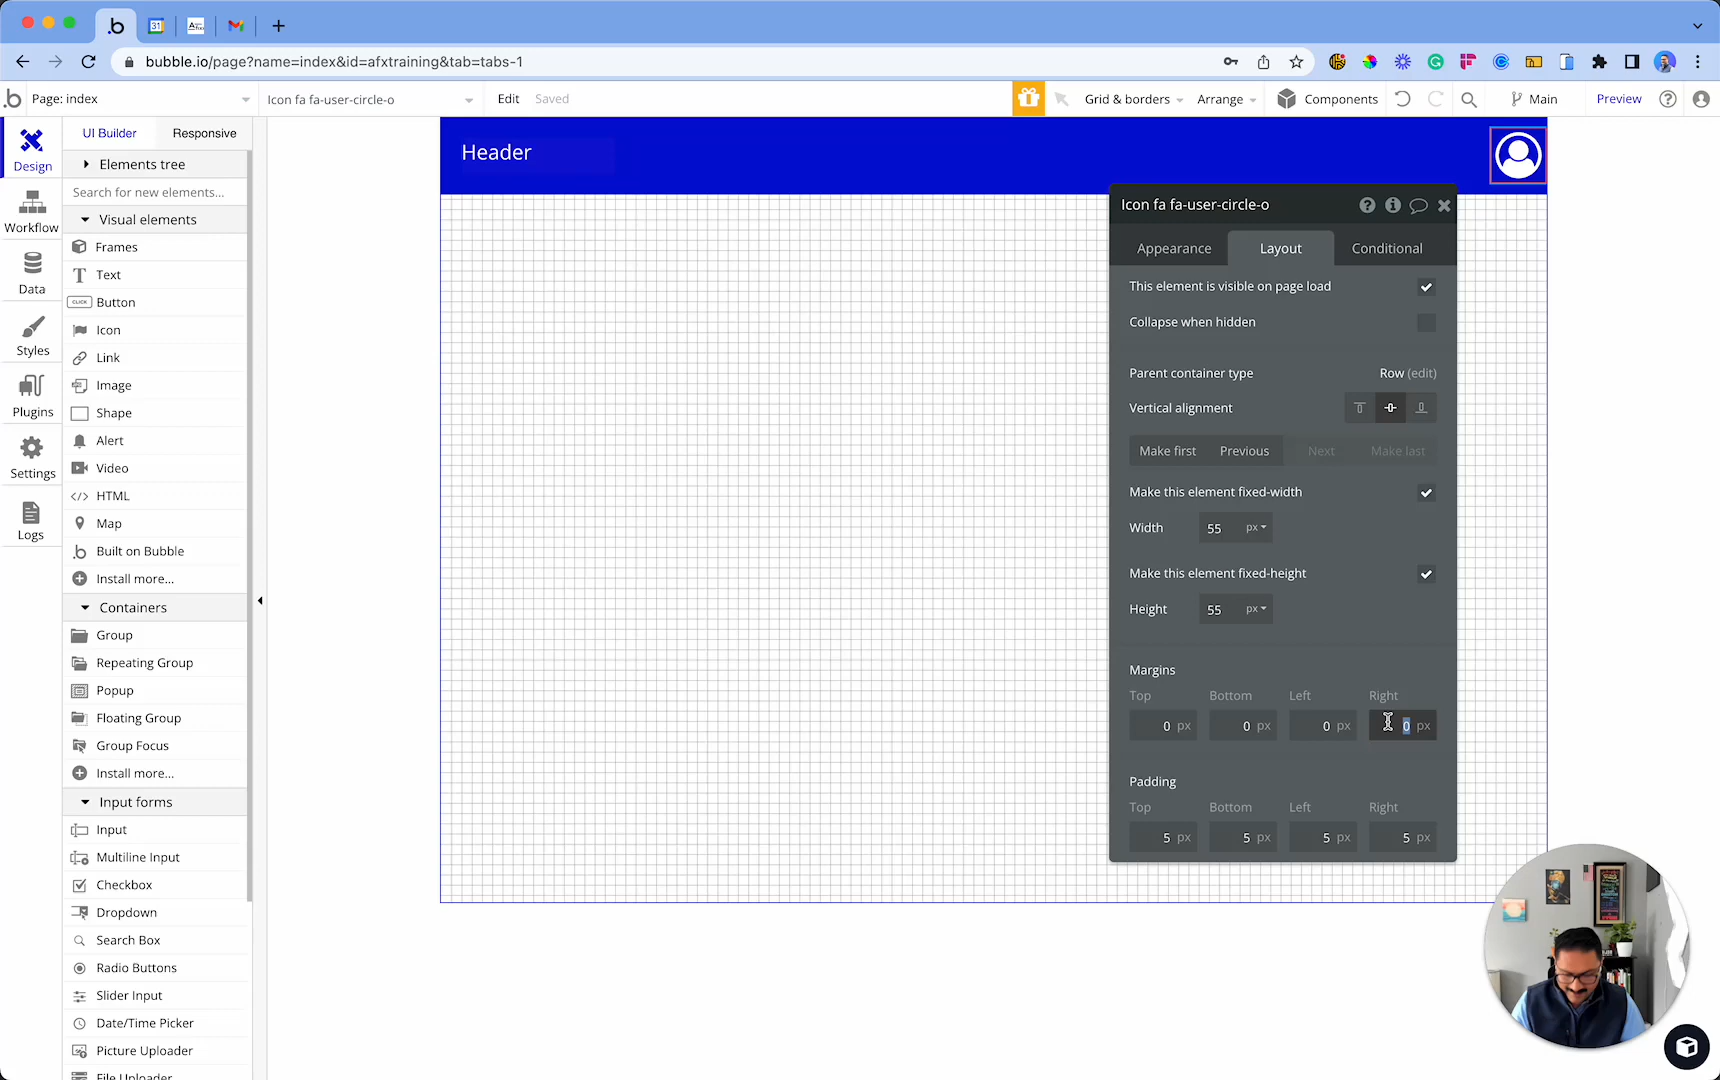 31
bubble.io/page?name=index&id=afxtraining&tab=tabs-1
Page: index
Icon fa fa-user-circle-o
Edit
Saved
Grid & borders
Arrange
Components
Main
Preview
Design
Workflow
Data
Styles
Plugins
Settings
Logs
UI Builder
Responsive
Elements tree
Search for new elements...
Visual elements
Frames
Text
CLICK
Button
Icon
Link
Image
Shape
Alert
Video
HTML
Map
Built on Bubble
Install more...
Containers
Group
Repeating Group
Popup
Floating Group
Group Focus
Install more...
Input forms
Input
Multiline Input
Checkbox
Dropdown
Search Box
Radio Buttons
Slider Input
Date/Time Picker
Picture Uploader
File Uploader
Header
Icon fa fa-user-circle-o
Appearance
Layout
Conditional
This element is visible on page load
Collapse when hidden
Parent container type
Row (edit)
Vertical alignment
Make first
Previous
Next
Make last
Make this element fixed-width
Width
55 px
Make this element fixed-height
Height
55 px
Margins
Top Bottom Left Right
0 px 0 px 0 px 0 px
Padding
Top Bottom Left Right
5 px 5 px 5 px 5 px